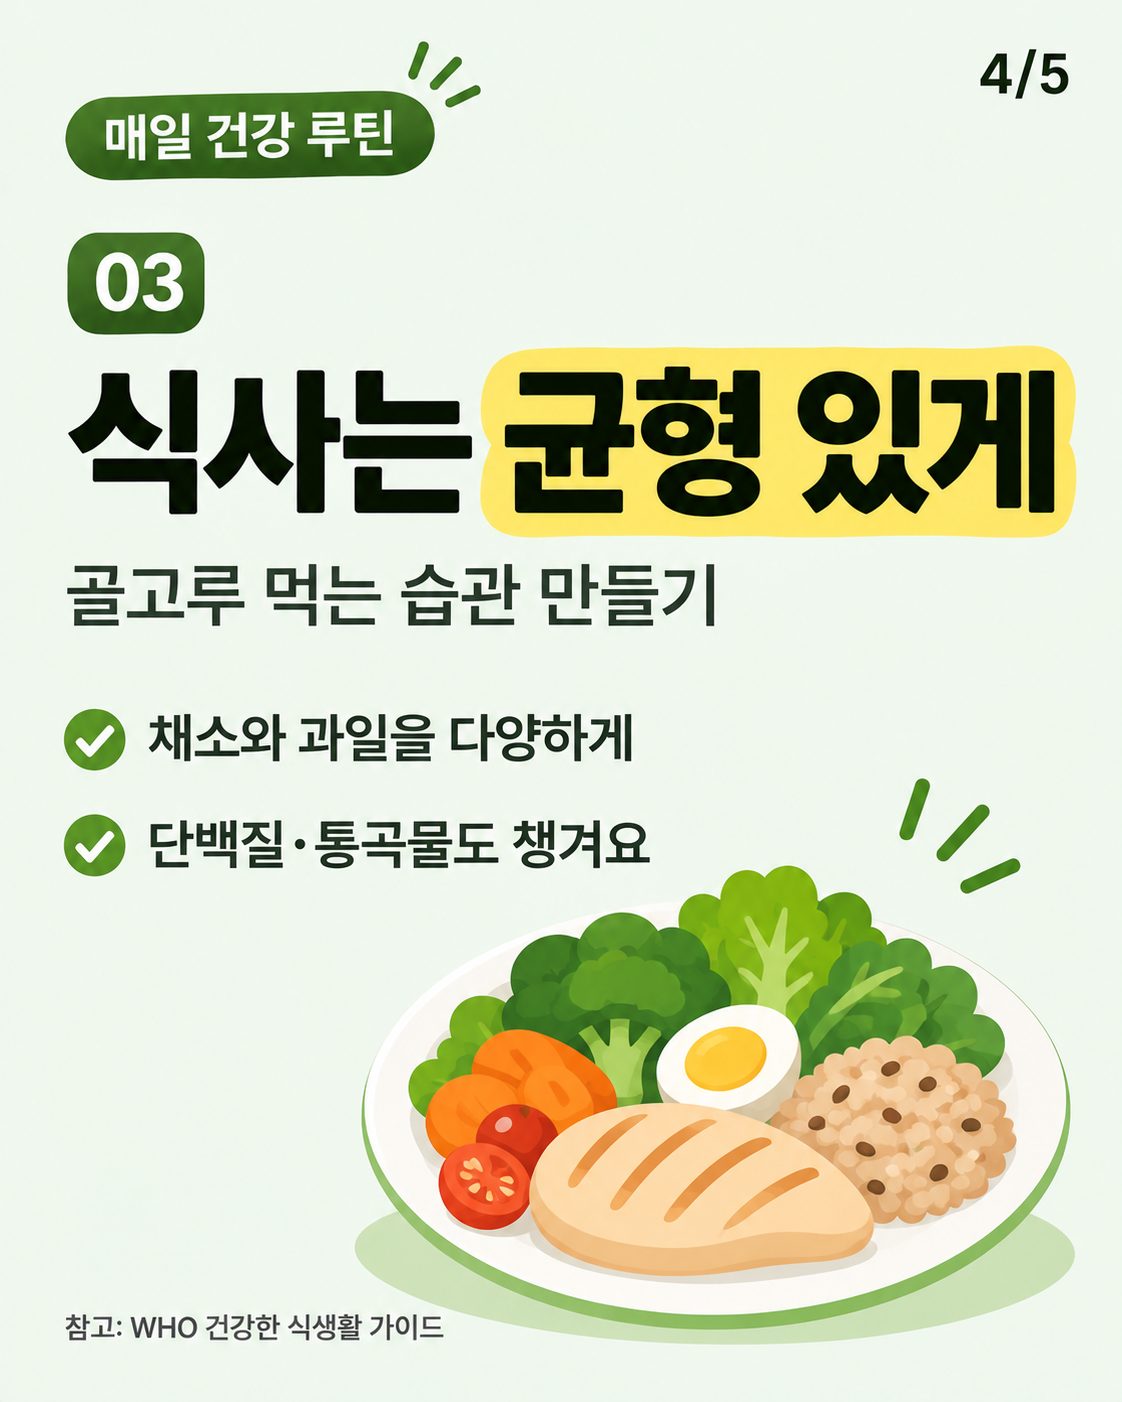 4/5
매일 건강 루틴
03
식사는 균형 있게
골고루 먹는 습관 만들기
채소와 과일을 다양하게
단백질·통곡물도 챙겨요
참고: WHO 건강한 식생활 가이드